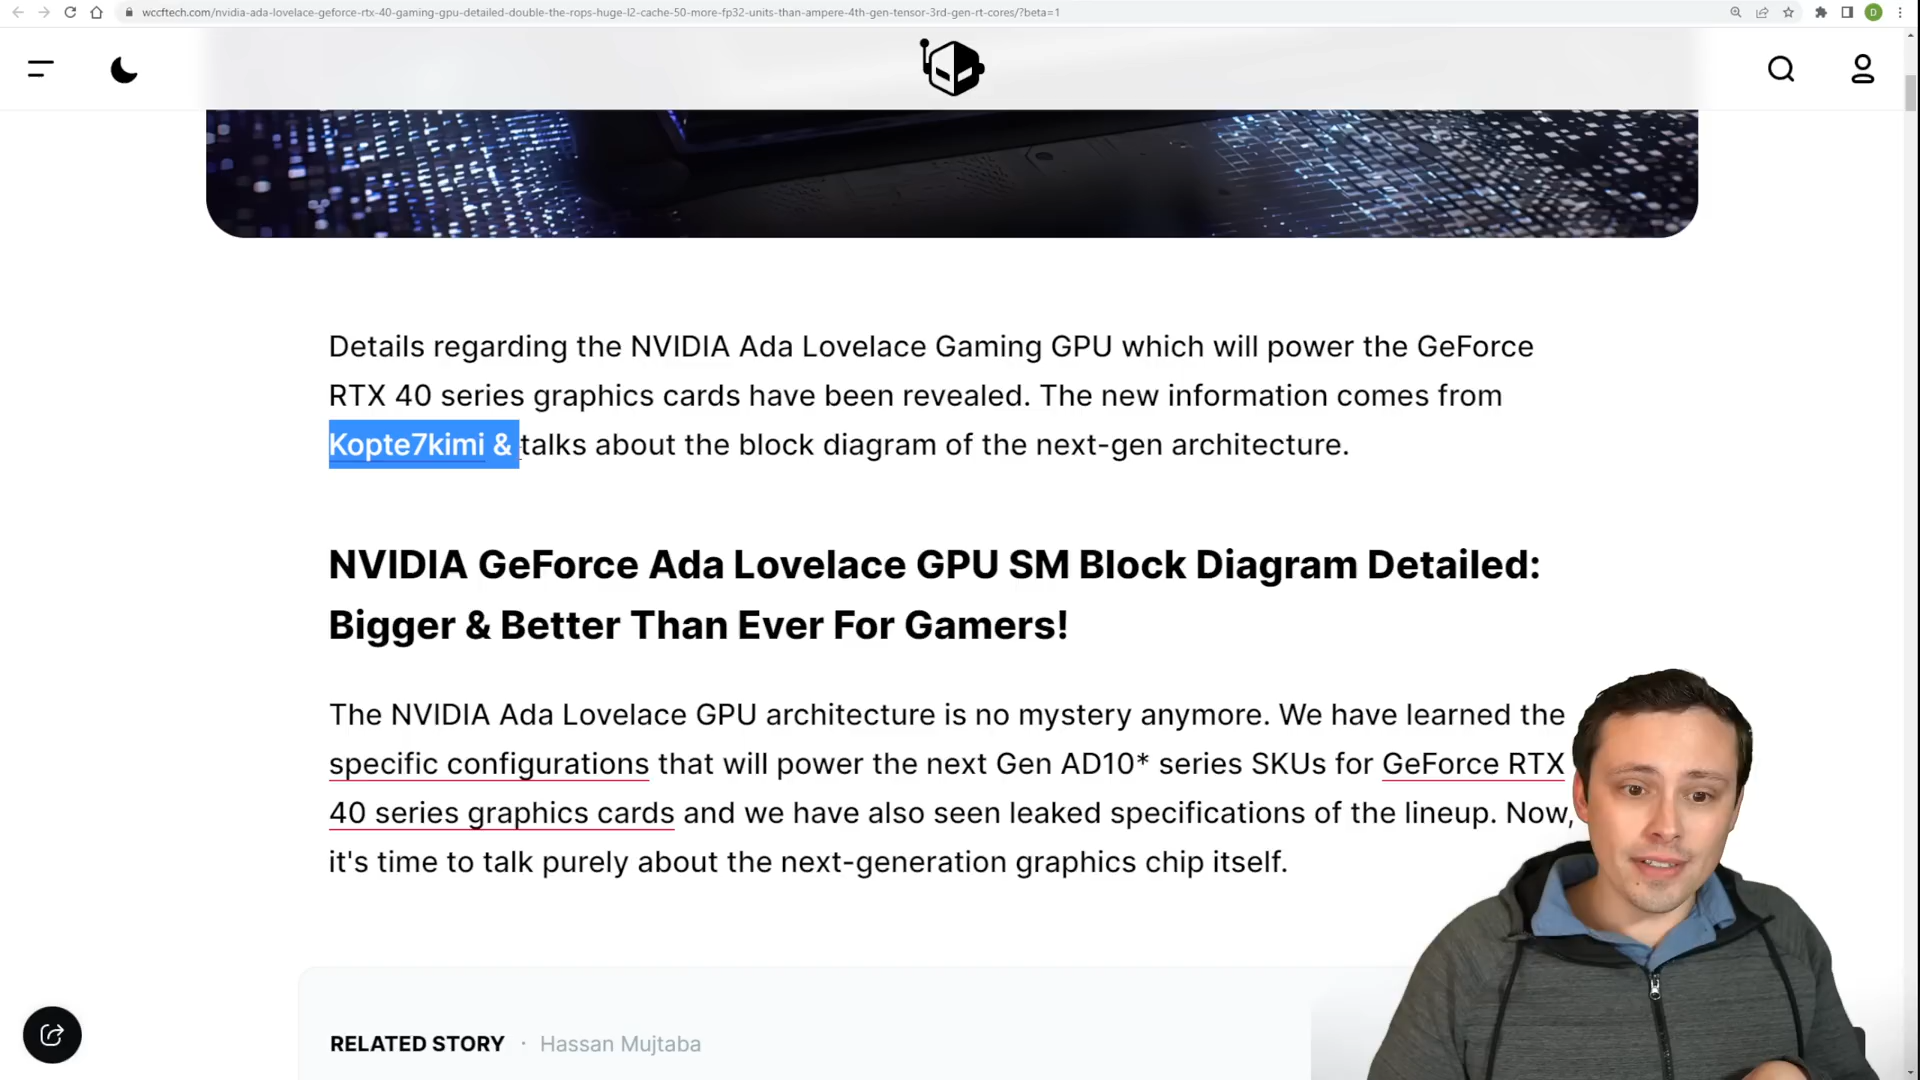 wccftech.com/nvidia-ada-lovelace-geforce-rtx-40-gaming-gpu-detailed-double-the-rops-huge-l2-cache-50-more-fp32-units-than-ampere-4th-gen-tensor-3rd-gen-rt-cores/?beta=1
D
Details regarding the NVIDIA Ada Lovelace Gaming GPU which will power the GeForce
RTX 40 series graphics cards have been revealed. The new information comes from
Kopte7kimi & talks about the block diagram of the next-gen architecture.
NVIDIA GeForce Ada Lovelace GPU SM Block Diagram Detailed:
Bigger & Better Than Ever For Gamers!
The NVIDIA Ada Lovelace GPU architecture is no mystery anymore. We have learned the
specific configurations that will power the next Gen AD10* series SKUs for GeForce RTX
40 series graphics cards and we have also seen leaked specifications of the lineup. Now,
it's time to talk purely about the next-generation graphics chip itself.
RELATED STORY · Hassan Mujtaba